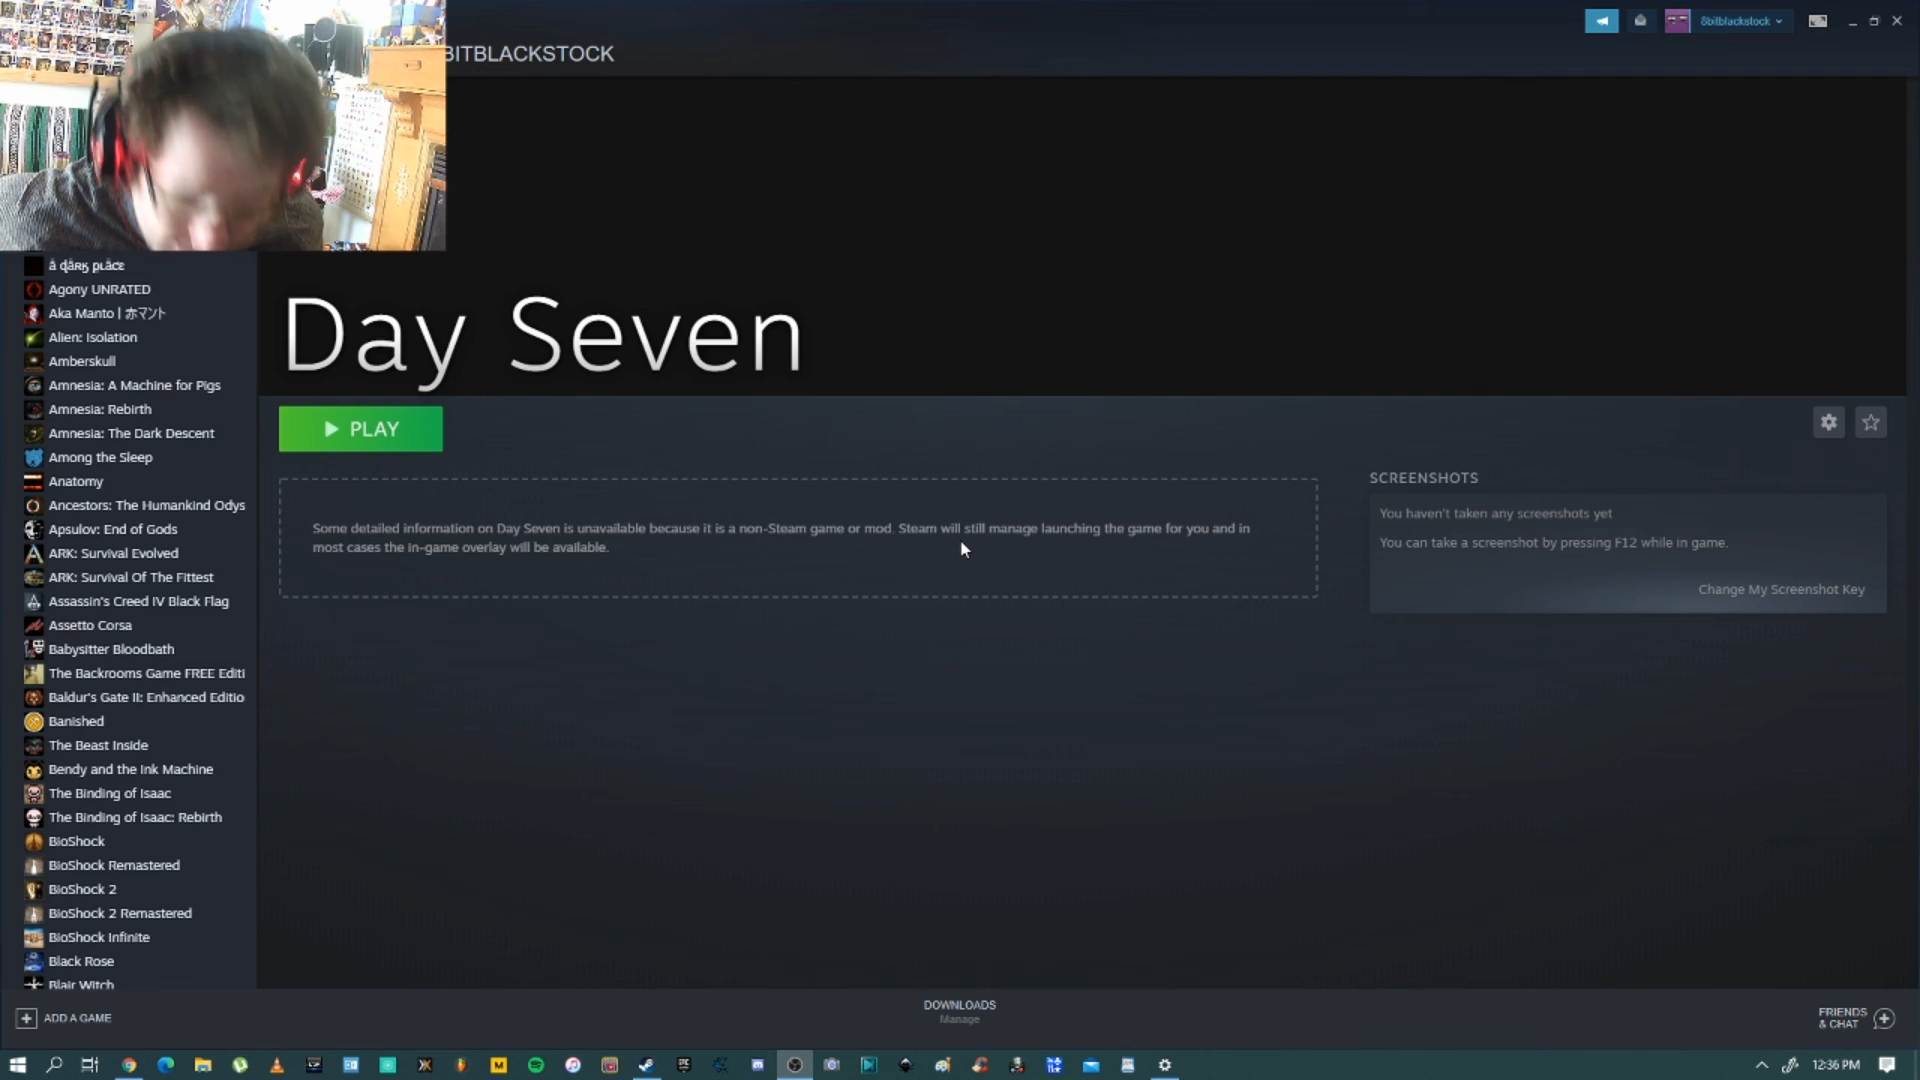 8bitblackstock
BITBLACKSTOCK
Day Seven
PLAY
Some detailed information on Day Seven is unavailable because it is a non-Steam game or mod. Steam will still manage launching the game for you and in
most cases the in-game overlay will be available.
SCREENSHOTS
You haven't taken any screenshots yet
You can take a screenshot by pressing F12 while in game.
Change My Screenshot Key
Agony UNRATED
Aka Manto | 赤マント
Alien: Isolation
Amberskull
Amnesia: A Machine for Pigs
Amnesia: Rebirth
Amnesia: The Dark Descent
Among the Sleep
Anatomy
Ancestors: The Humankind Odys
Apsulov: End of Gods
ARK: Survival Evolved
ARK: Survival Of The Fittest
Assassin's Creed IV Black Flag
Assetto Corsa
Babysitter Bloodbath
The Backrooms Game FREE Editi
Baldur's Gate II: Enhanced Editio
Banished
The Beast Inside
Bendy and the Ink Machine
The Binding of Isaac
The Binding of Isaac: Rebirth
BioShock
BioShock Remastered
BioShock 2
BioShock 2 Remastered
BioShock Infinite
Black Rose
Blair Witch
ADD A GAME
DOWNLOADS
Manage
FRIENDS
& CHAT
12:36 PM